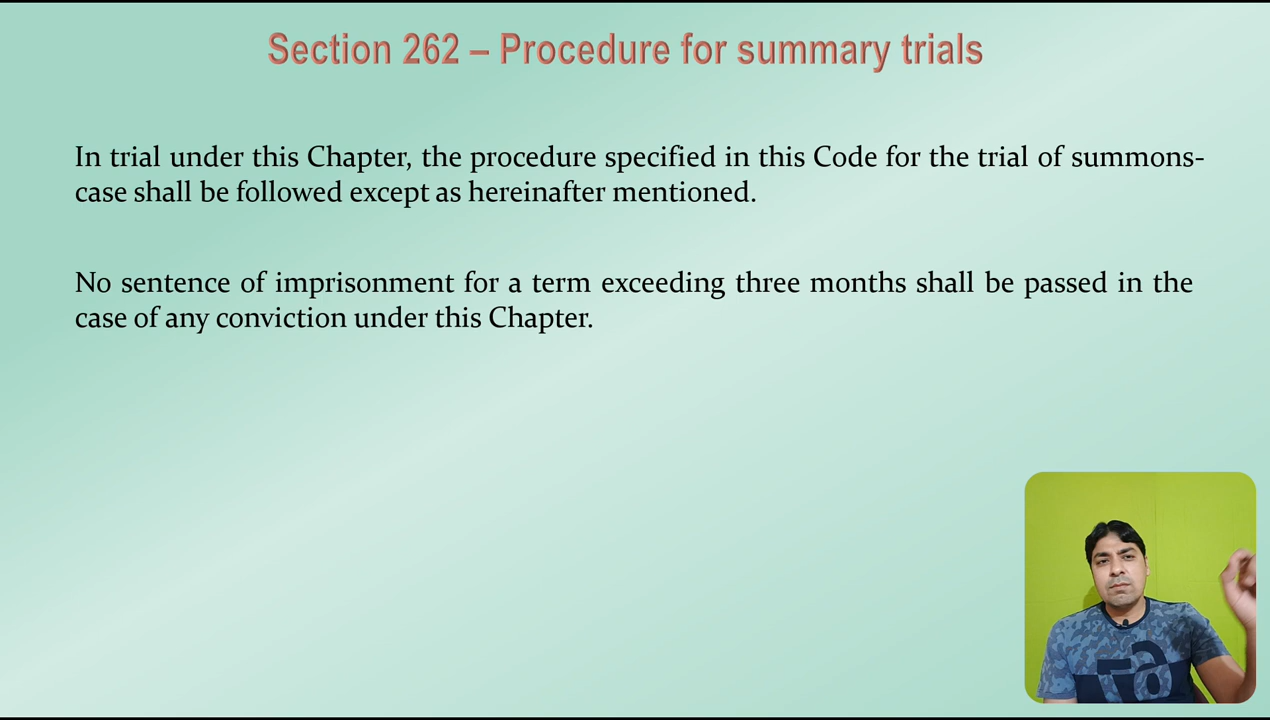 Section 262 – Procedure for summary trials
In trial under this Chapter, the procedure specified in this Code for the trial of summons-
case shall be followed except as hereinafter mentioned.
No sentence of imprisonment for a term exceeding three months shall be passed in the
case of any conviction under this Chapter.